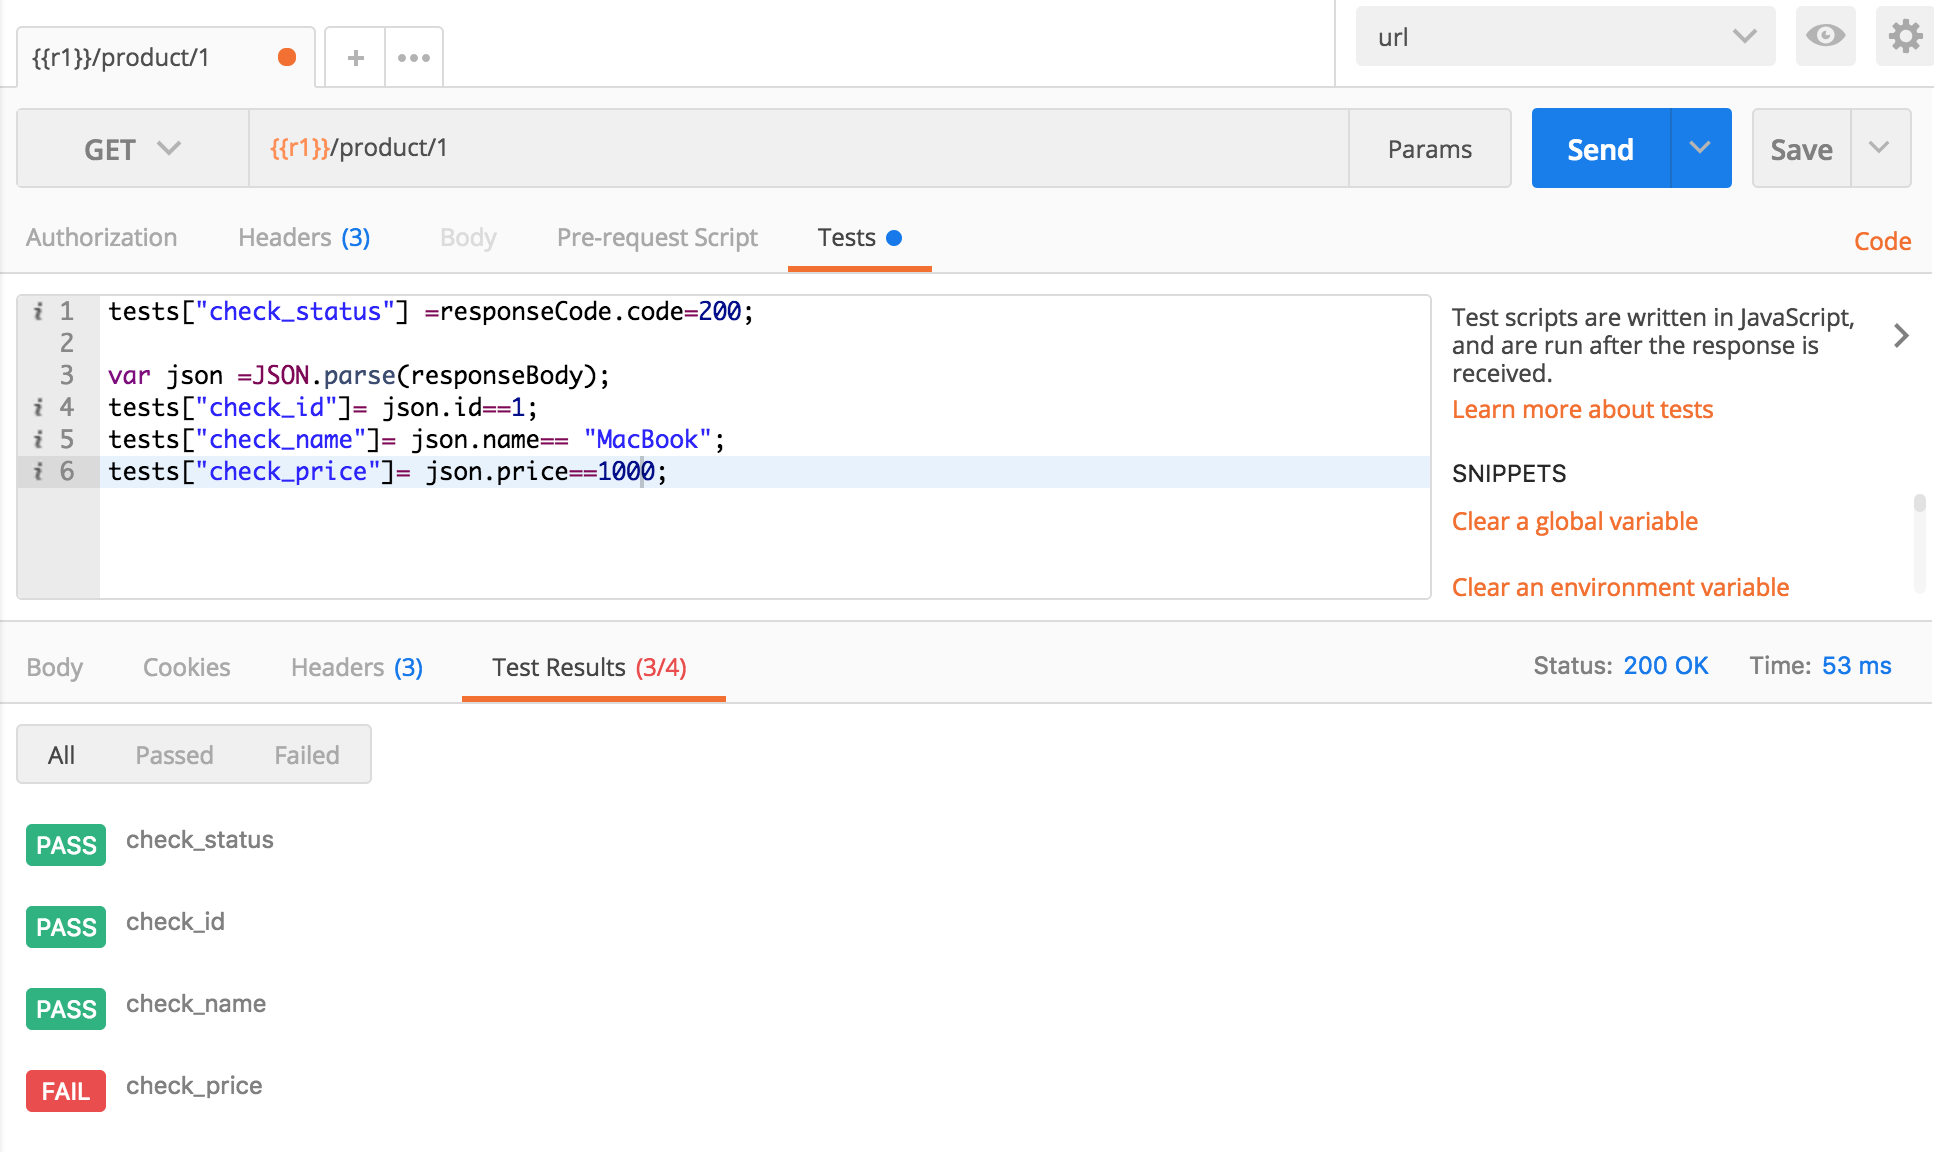 {{r1}}/product/1
url
GET
{{r1}}/product/1
Params
Send
Save
Authorization
Headers (3)
Body
Pre-request Script
Tests
Code
i 1 tests["check_status"] =responseCode.code=200;
2
3 var json =JSON.parse(responseBody);
i 4 tests["check_id"]= json.id==1;
i 5 tests["check_name"]= json.name== "MacBook";
i 6 tests["check_price"]= json.price==1000;
Test scripts are written in JavaScript,
and are run after the response is
received.
Learn more about tests
SNIPPETS
Clear a global variable
Clear an environment variable
Body
Cookies
Headers (3)
Test Results (3/4)
Status: 200 OK
Time: 53 ms
All
Passed
Failed
PASS check_status
PASS check_id
PASS check_name
FAIL check_price